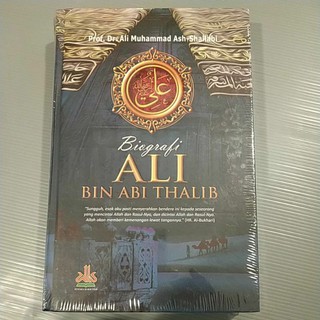 Prof. Dr. Ali Muhammad Ash-Shallabi
علي
Biografi
ALI
BIN ABI THALIB
"Sungguh, esok aku pasti menyerahkan bendera ini kepada seseorang
yang mencintai Allah dan Rasul-Nya, dan dicintai Allah dan Rasul-Nya.
Allah akan memberi kemenangan lewat tangannya." (HR. Al-Bukhari)